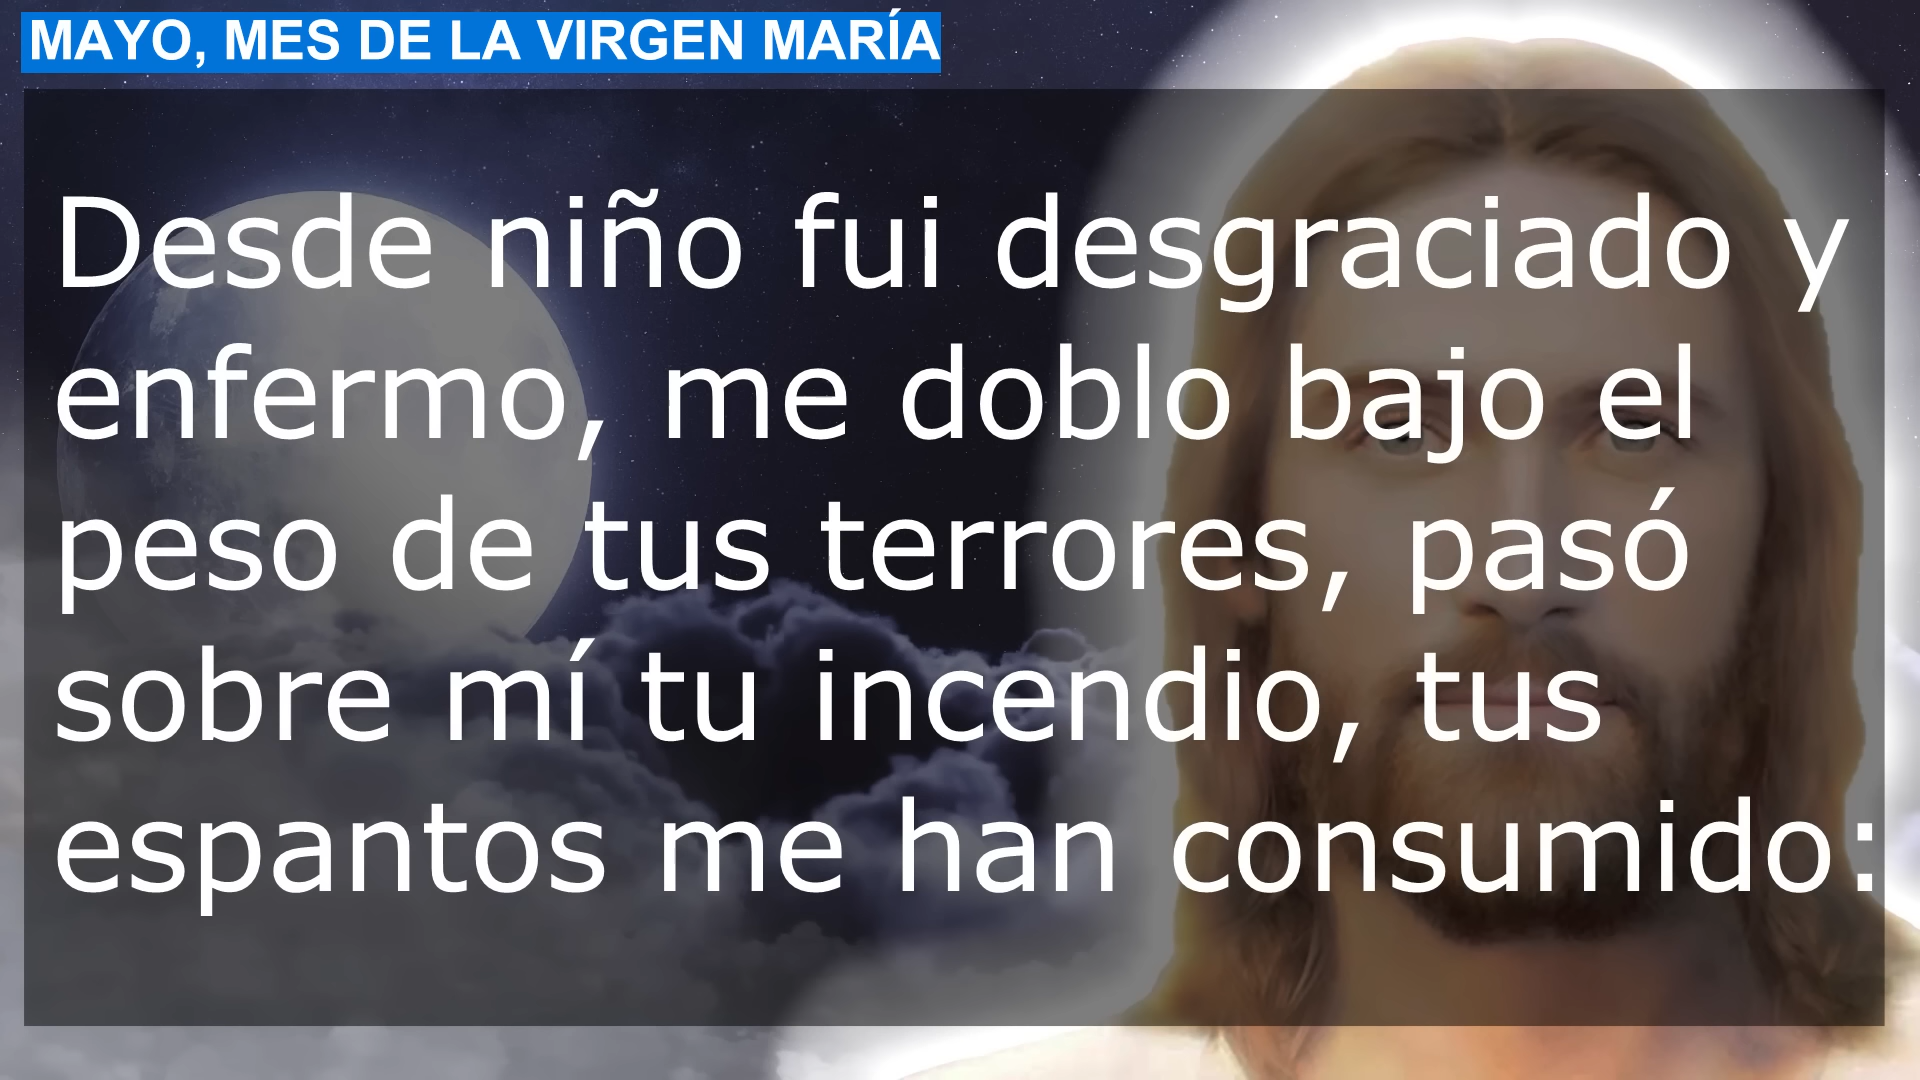 MAYO, MES DE LA VIRGEN MARÍA
Desde niño fui desgraciado y
enfermo, me doblo bajo el
peso de tus terrores, pasó
sobre mí tu incendio, tus
espantos me han consumido: